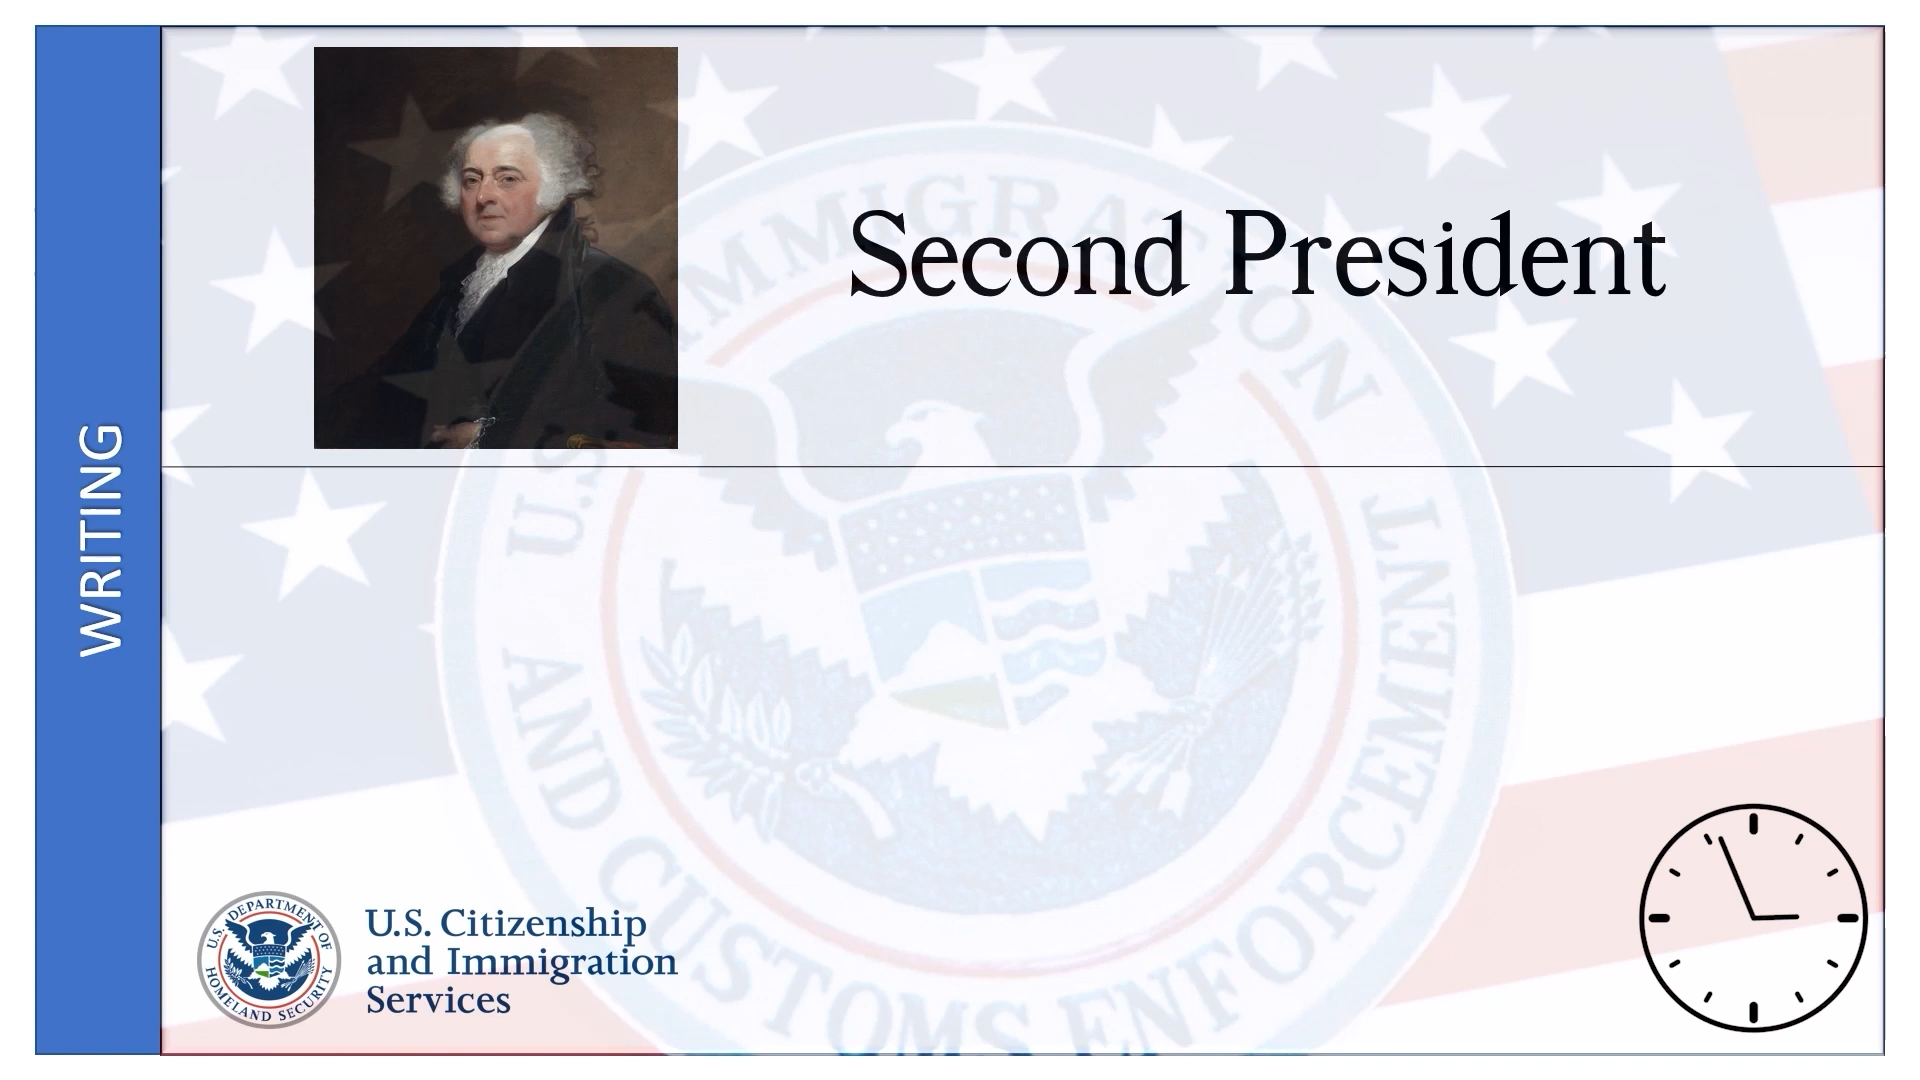 WRITING
Second President
U.S. IMMIGRATION
AND CUSTOMS ENFORCEMENT
U.S. DEPARTMENT OF
HOMELAND SECURITY
U.S. Citizenship
and Immigration
Services